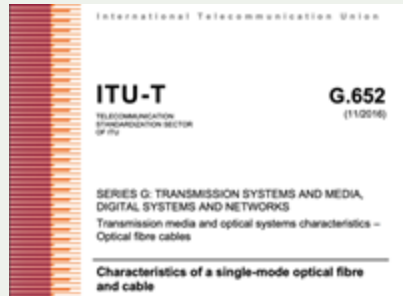 International Telecommunication Union
ITU-T
G.652
TELECOMMUNICATION
STANDARDIZATION SECTOR
OF ITU
(11/2016)
SERIES G: TRANSMISSION SYSTEMS AND MEDIA,
DIGITAL SYSTEMS AND NETWORKS
Transmission media and optical systems characteristics –
Optical fibre cables
Characteristics of a single-mode optical fibre
and cable